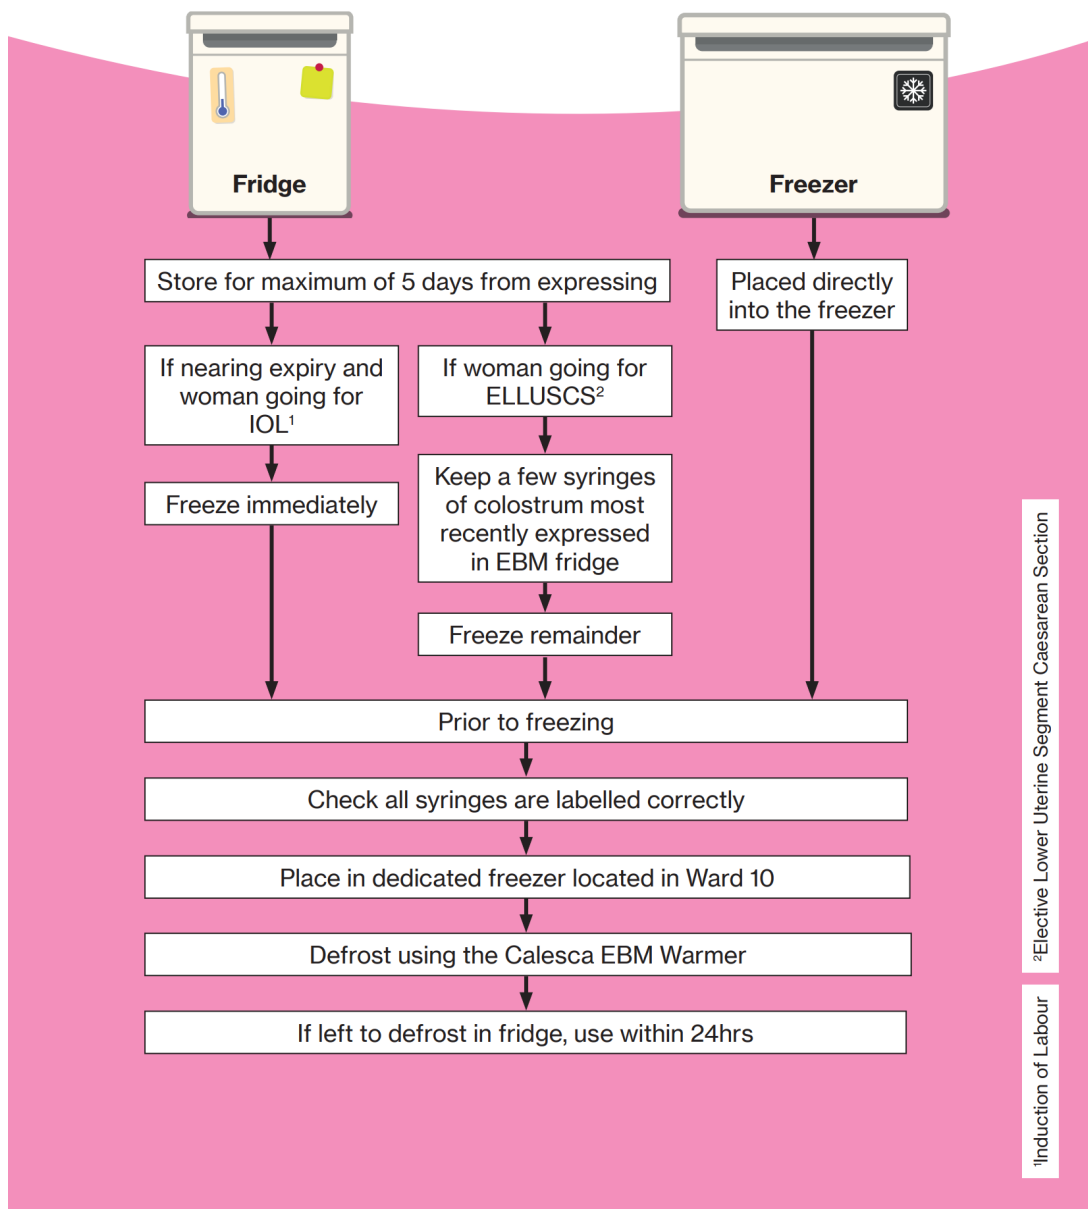 Fridge
Freezer
Store for maximum of 5 days from expressing
Placed directly
into the freezer
If nearing expiry and
woman going for
IOL¹
If woman going for
ELLUSCS²
Freeze immediately
Keep a few syringes
of colostrum most
recently expressed
in EBM fridge
Freeze remainder
Prior to freezing
Check all syringes are labelled correctly
Place in dedicated freezer located in Ward 10
Defrost using the Calesca EBM Warmer
If left to defrost in fridge, use within 24hrs
¹Induction of Labour
²Elective Lower Uterine Segment Caesarean Section